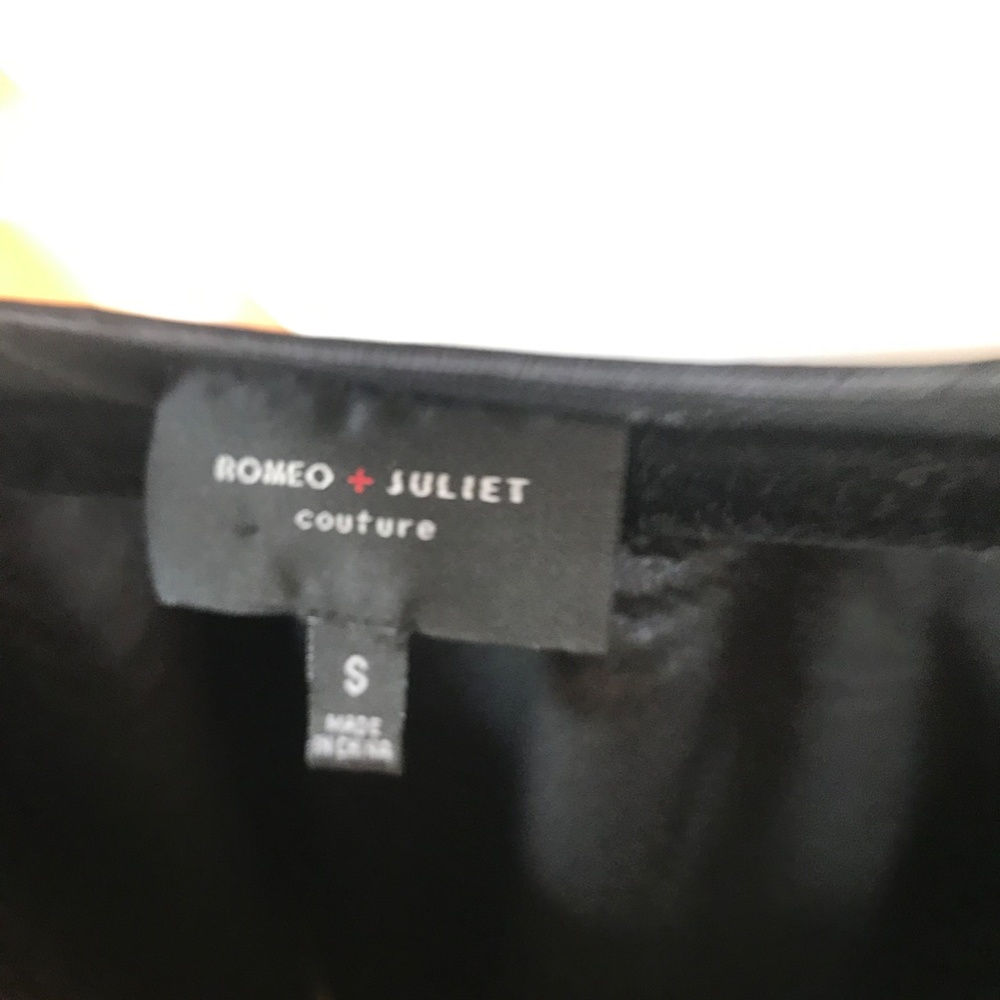 ROMEO + JULIET
couture
S
MADE
IN CHINA